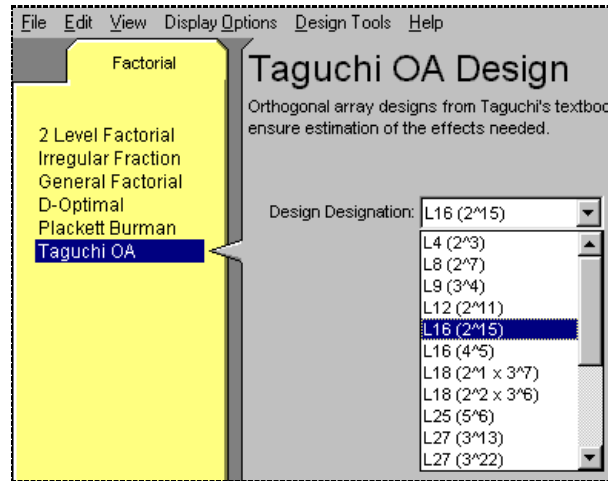 File Edit View Display Options Design Tools Help
Factorial
2 Level Factorial
Irregular Fraction
General Factorial
D-Optimal
Plackett Burman
Taguchi OA
Taguchi OA Design
Orthogonal array designs from Taguchi's textboo
ensure estimation of the effects needed.
Design Designation: L16 (2^15)
L4 (2^3)
L8 (2^7)
L9 (3^4)
L12 (2^11)
L16 (2^15)
L16 (4^5)
L18 (2^1 x 3^7)
L18 (2^2 x 3^6)
L25 (5^6)
L27 (3^13)
L27 (3^22)